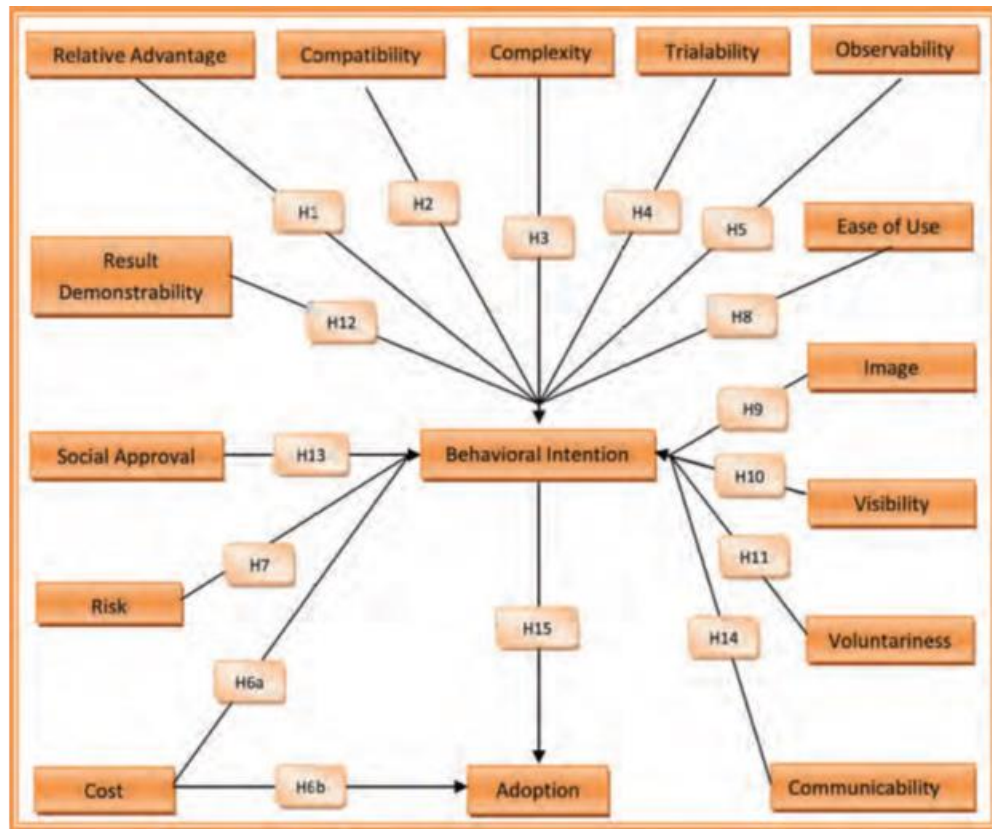 Relative Advantage
Compatibility
Complexity
Trialability
Observability
H1
H2
H3
H4
H5
Ease of Use
Result
Demonstrability
H12
H8
Image
H9
Social Approval
H13
Behavioral Intention
H10
Visibility
H7
H11
Risk
H15
H14
Voluntariness
H6a
Cost
H6b
Adoption
Communicability